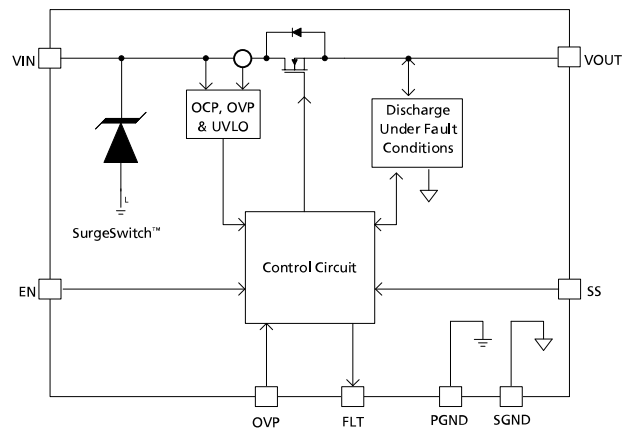 VIN
VOUT
OCP, OVP
& UVLO
Discharge
Under Fault
Conditions
L
SurgeSwitch™
Control Circuit
EN
SS
OVP
FLT
PGND
SGND